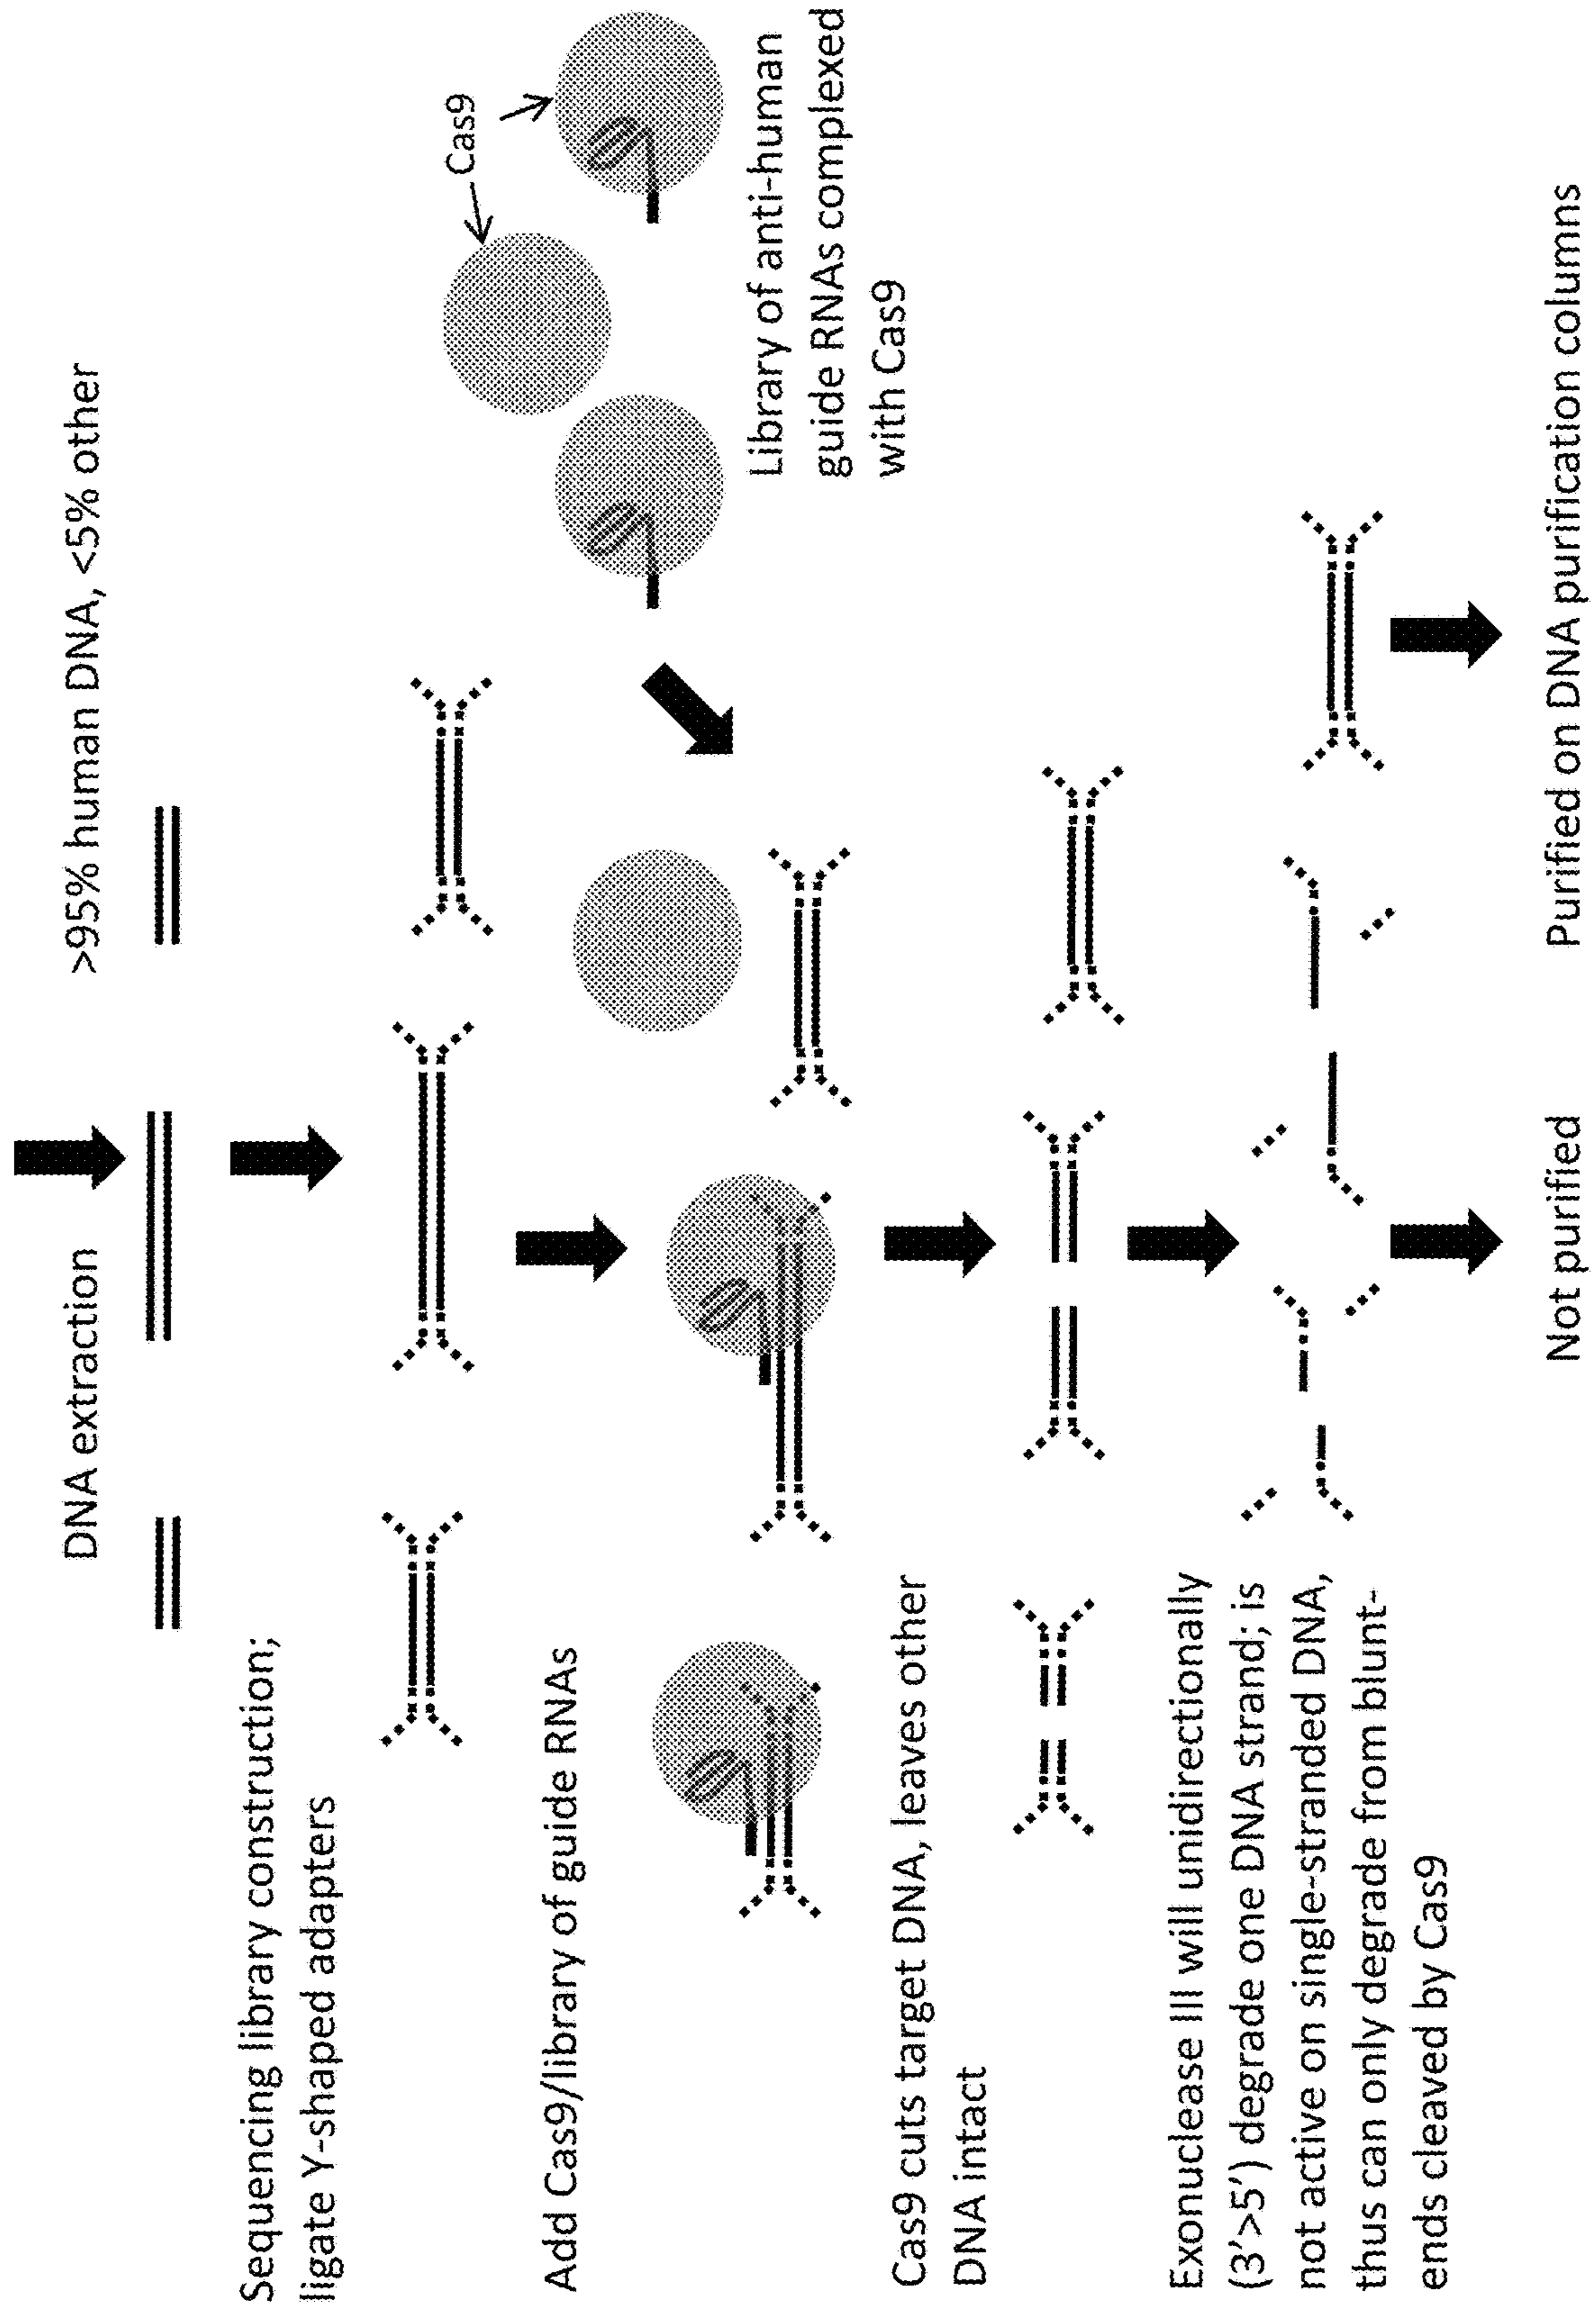 DNA extraction
>95% human DNA, <5% other
Sequencing library construction;
ligate Y-shaped adapters
Cas9
Add Cas9/library of guide RNAs
Library of anti-human
guide RNAs complexed
with Cas9
Cas9 cuts target DNA, leaves other
DNA intact
Exonuclease III will unidirectionally
(3'>5') degrade one DNA strand; is
not active on single-stranded DNA,
thus can only degrade from blunt-
ends cleaved by Cas9
Not purified
Purified on DNA purification columns